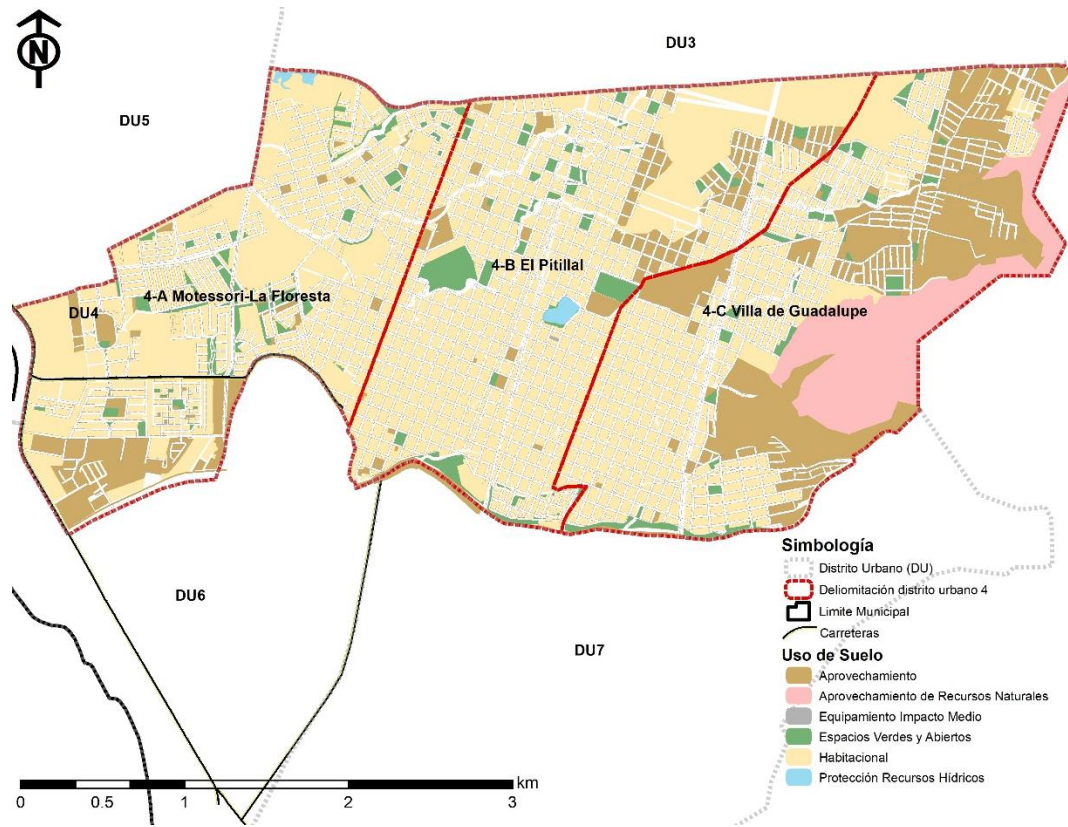 N
DU3
DU5
4-B El Pitillal
4-A Motessori-La Floresta
DU4
4-C Villa de Guadalupe
DU6
DU7
Simbología
Distrito Urbano (DU)
Deliomitación distrito urbano 4
Limite Municipal
Carreteras
Uso de Suelo
Aprovechamiento
Aprovechamiento de Recursos Naturales
Equipamiento Impacto Medio
Espacios Verdes y Abiertos
Habitacional
Protección Recursos Hídricos
km
0 0.5 1 2 3